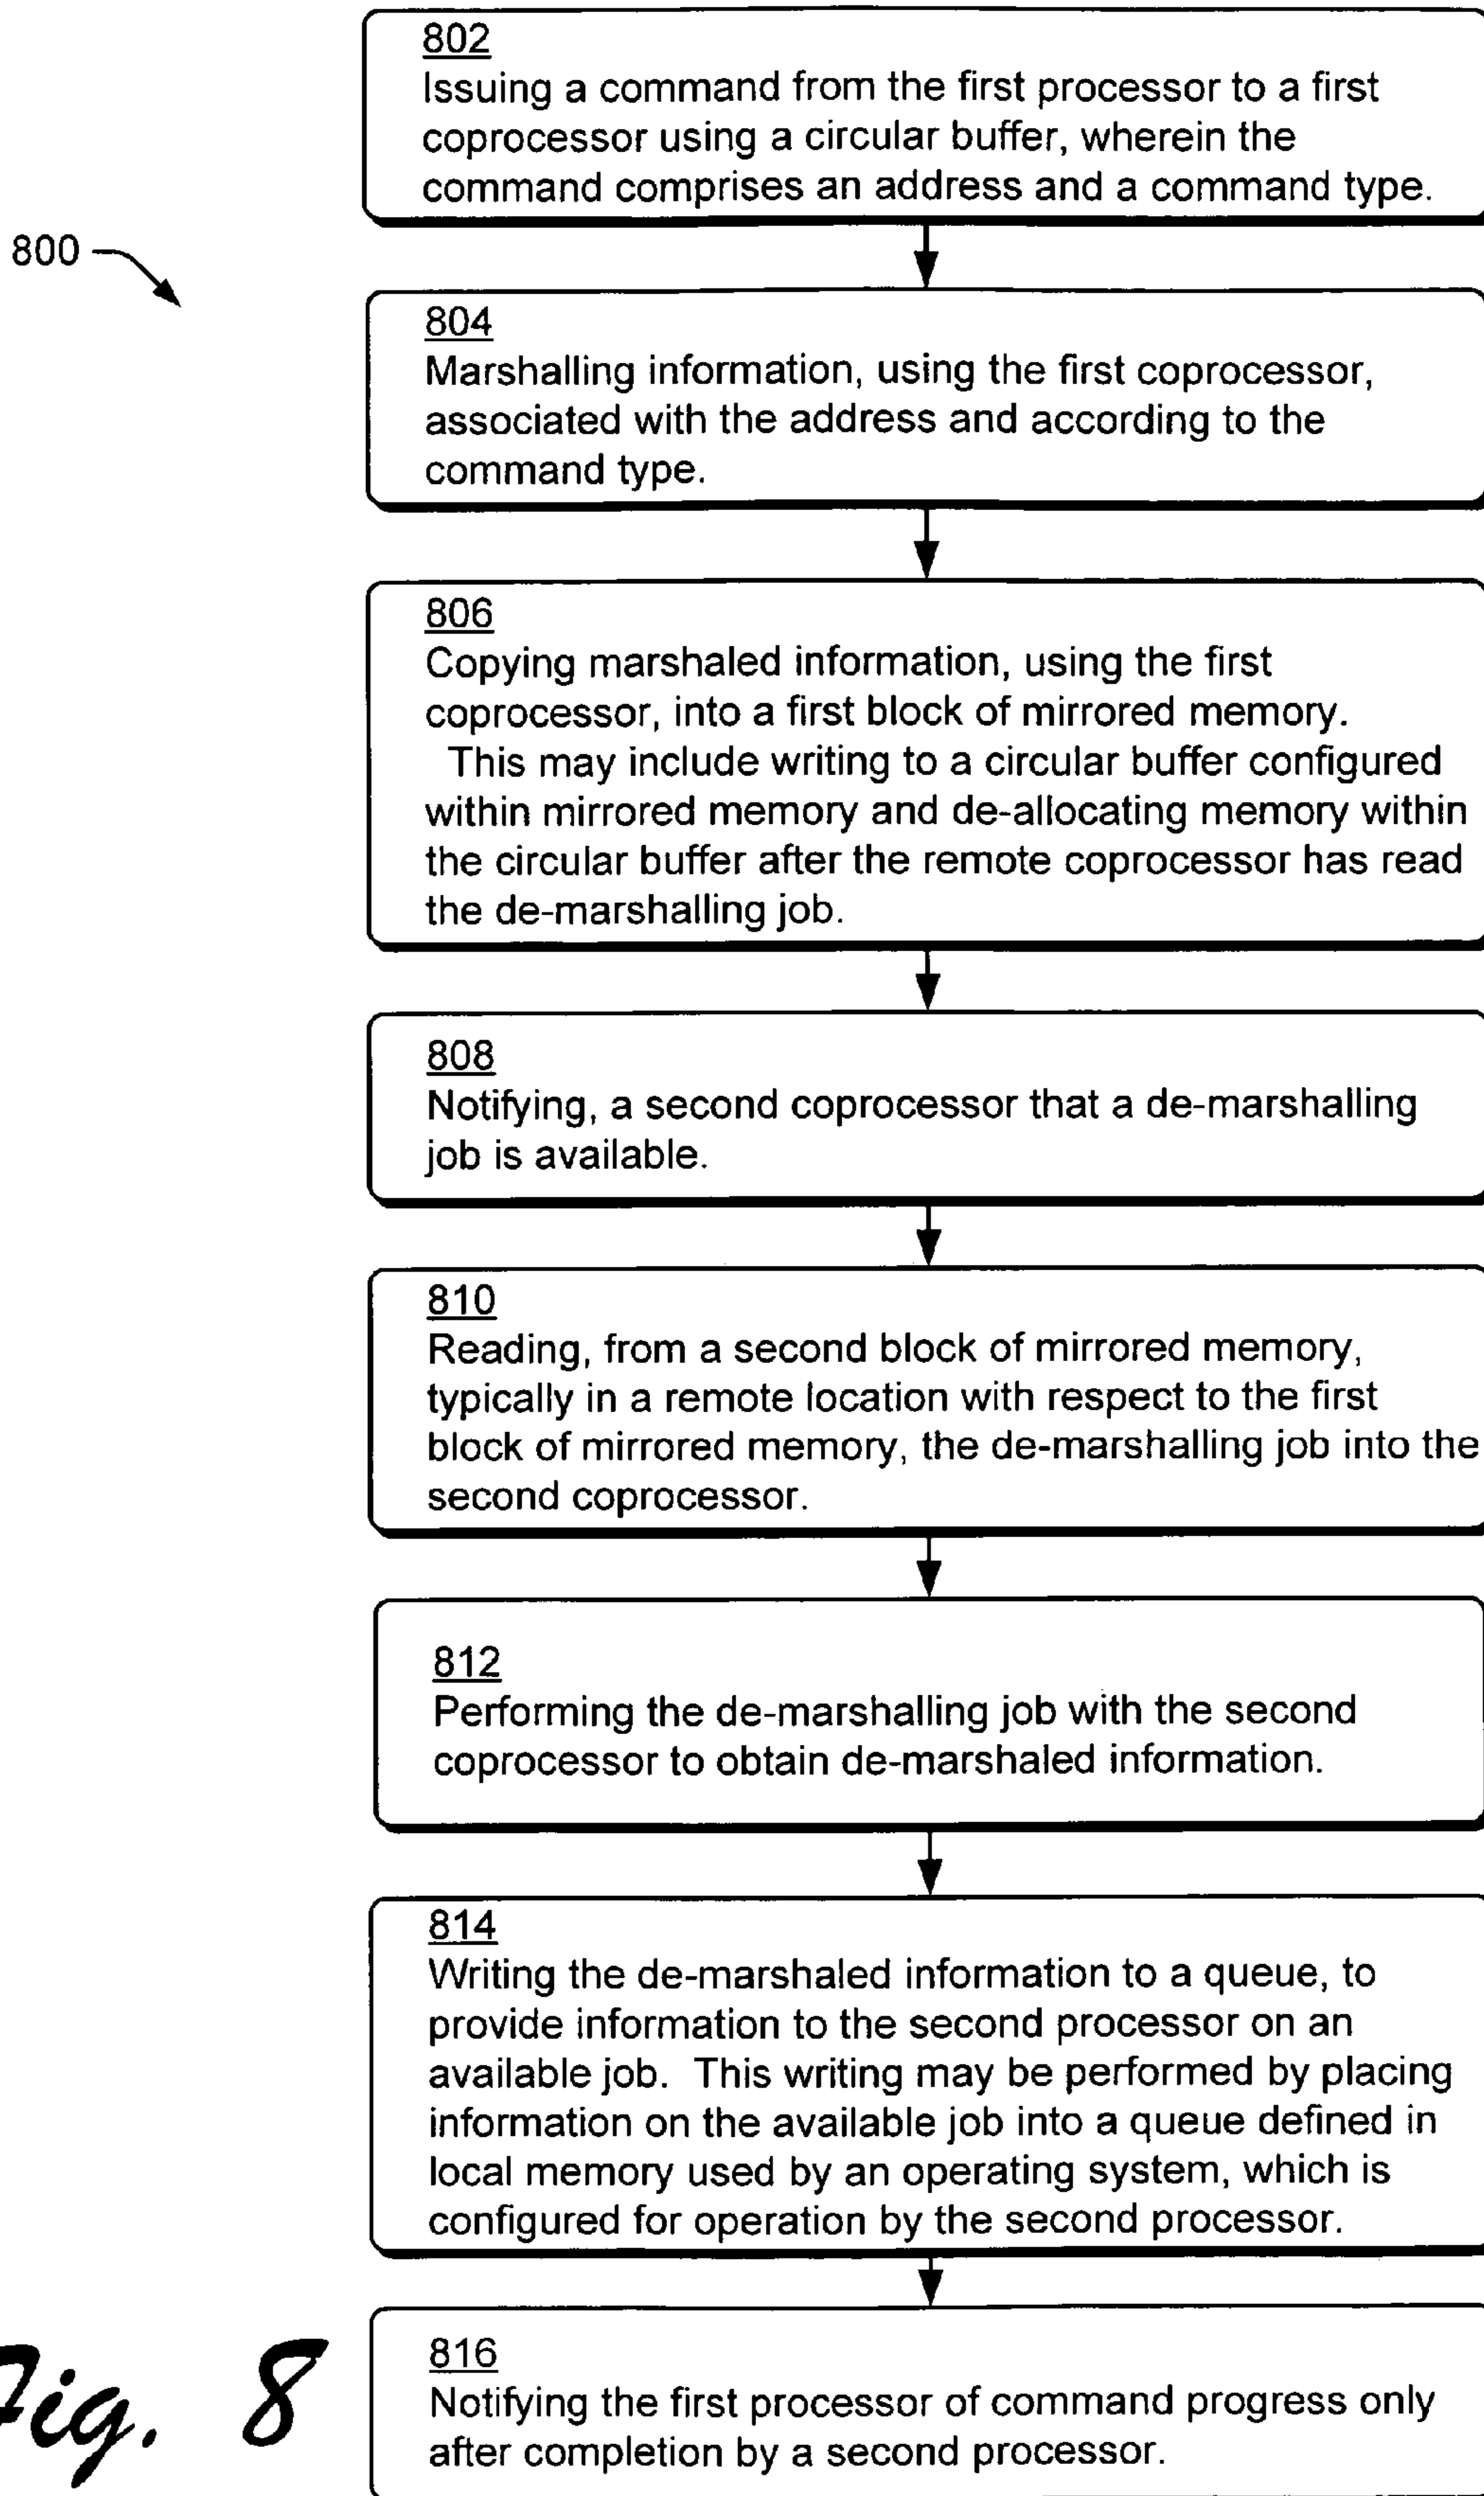 802
Issuing a command from the first processor to a first
coprocessor using a circular buffer, wherein the
command comprises an address and a command type.
800
804
Marshalling information, using the first coprocessor,
associated with the address and according to the
command type.
806
Copying marshaled information, using the first
coprocessor, into a first block of mirrored memory.
This may include writing to a circular buffer configured
within mirrored memory and de-allocating memory within
the circular buffer after the remote coprocessor has read
the de-marshalling job.
808
Notifying, a second coprocessor that a de-marshalling
job is available.
810
Reading, from a second block of mirrored memory,
typically in a remote location with respect to the first
block of mirrored memory, the de-marshalling job into the
second coprocessor.
812
Performing the de-marshalling job with the second
coprocessor to obtain de-marshaled information.
814
Writing the de-marshaled information to a queue, to
provide information to the second processor on an
available job.  This writing may be performed by placing
information on the available job into a queue defined in
local memory used by an operating system, which is
configured for operation by the second processor.
816
Notifying the first processor of command progress only
after completion by a second processor.
Fig. 8